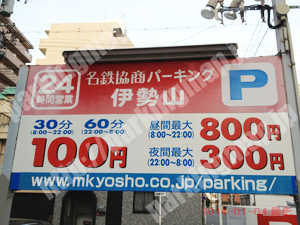 24
時間営業
名鉄協商パーキング
伊勢山
P
30分 60分
(8:00~22:00) (22:00~8:00)
100円
昼間最大 800円
(8:00~22:00)
夜間最大 300円
(22:00~8:00)
www.mkyosho.co.jp/parking/